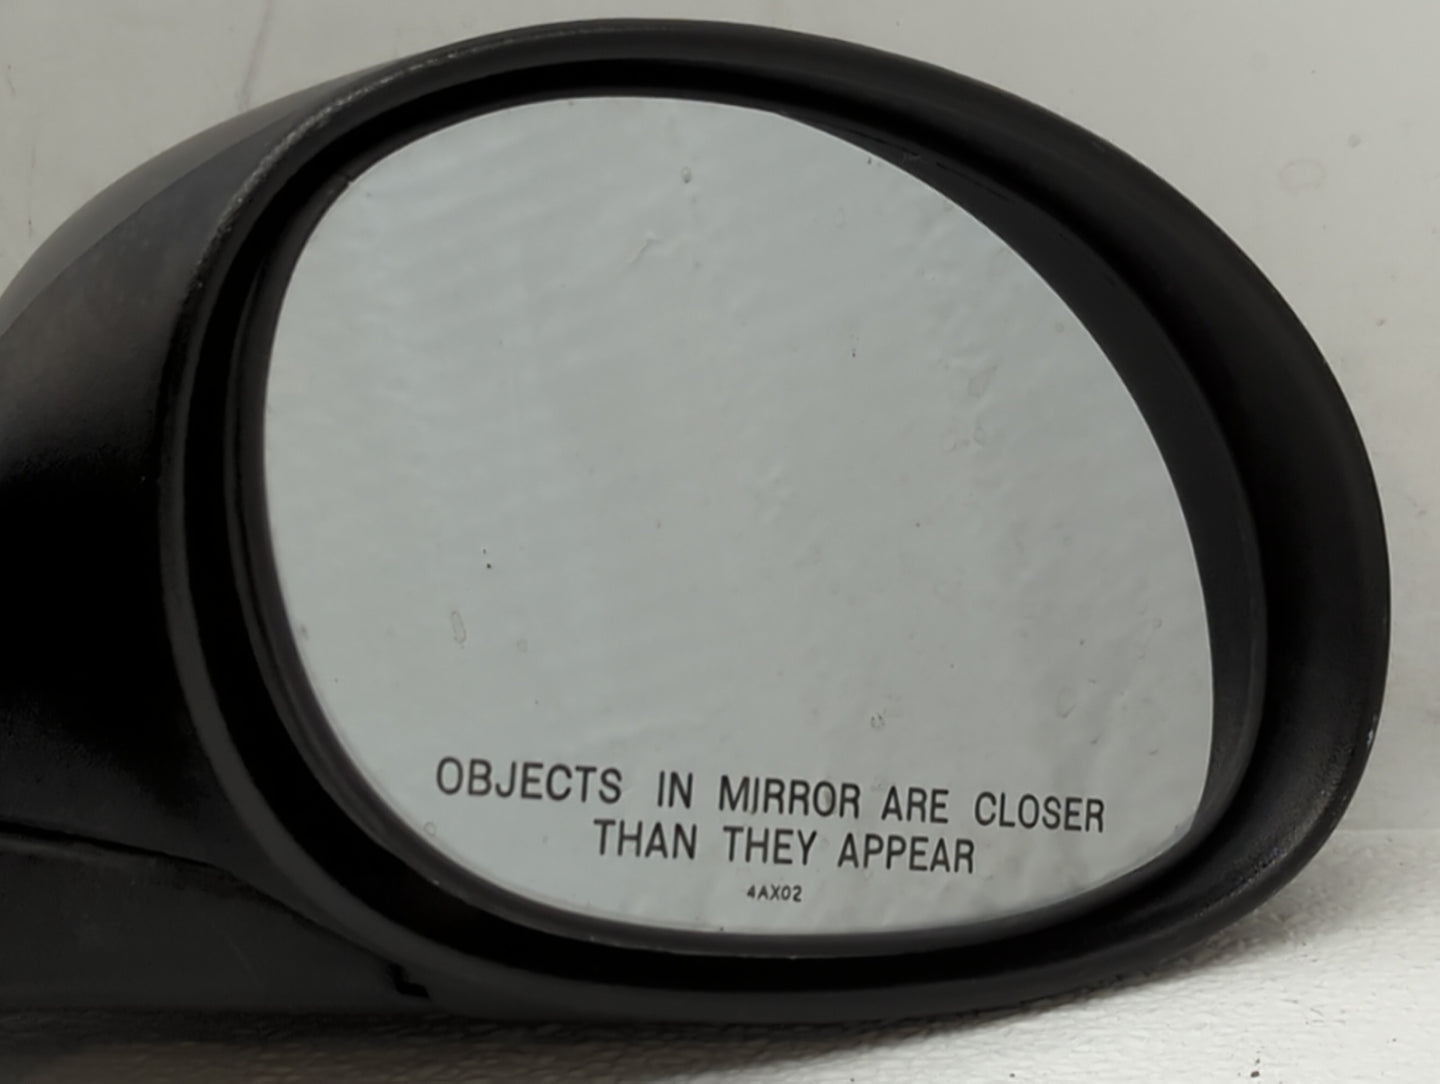 OBJECTS IN MIRROR ARE CLOSER
THAN THEY APPEAR
4AX02